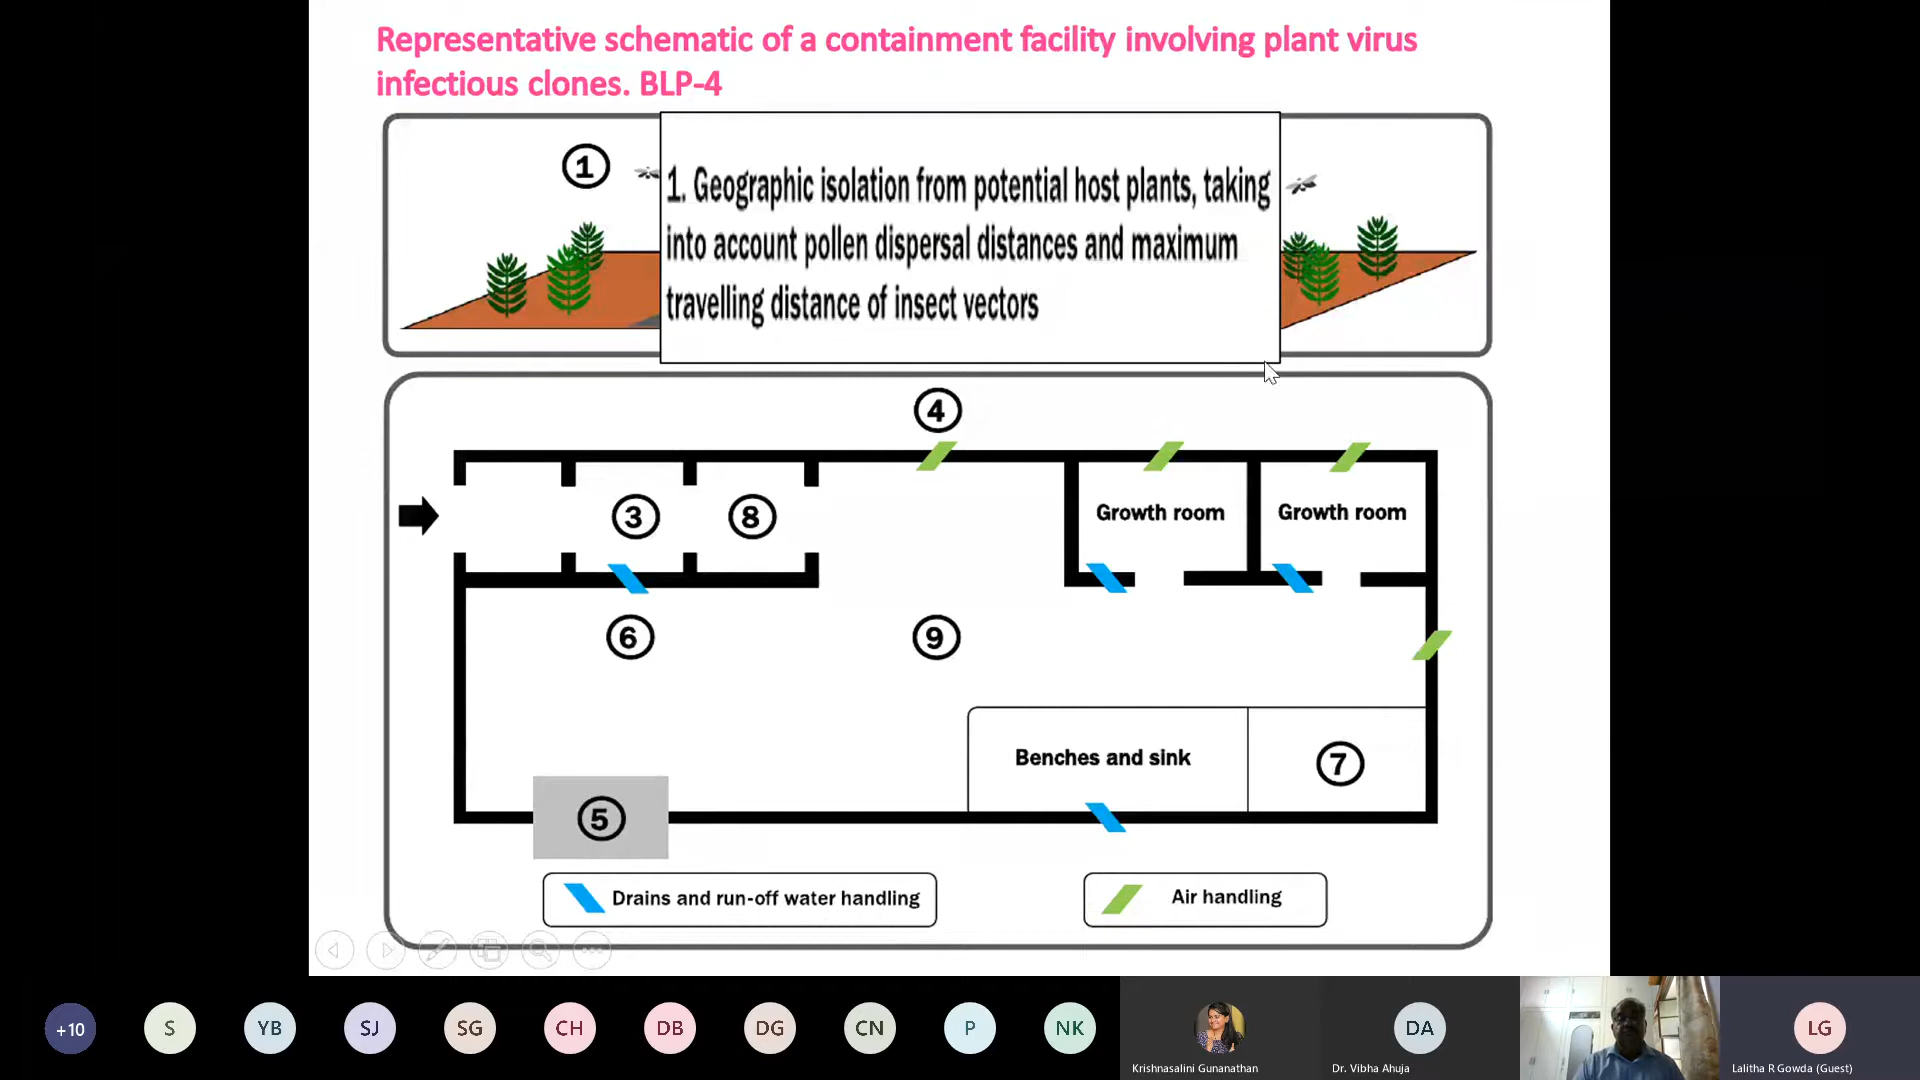 Representative schematic of a containment facility involving plant virus
infectious clones. BLP-4
1
1. Geographic isolation from potential host plants, taking
into account pollen dispersal distances and maximum
travelling distance of insect vectors
4
3
8
Growth room
Growth room
6
9
Benches and sink
7
5
Drains and run-off water handling
Air handling
+10
S
YB
SJ
SG
CH
DB
DG
CN
P
NK
DA
LG
Krishnasalini Gunanathan
Dr. Vibha Ahuja
Lalitha R Gowda (Guest)